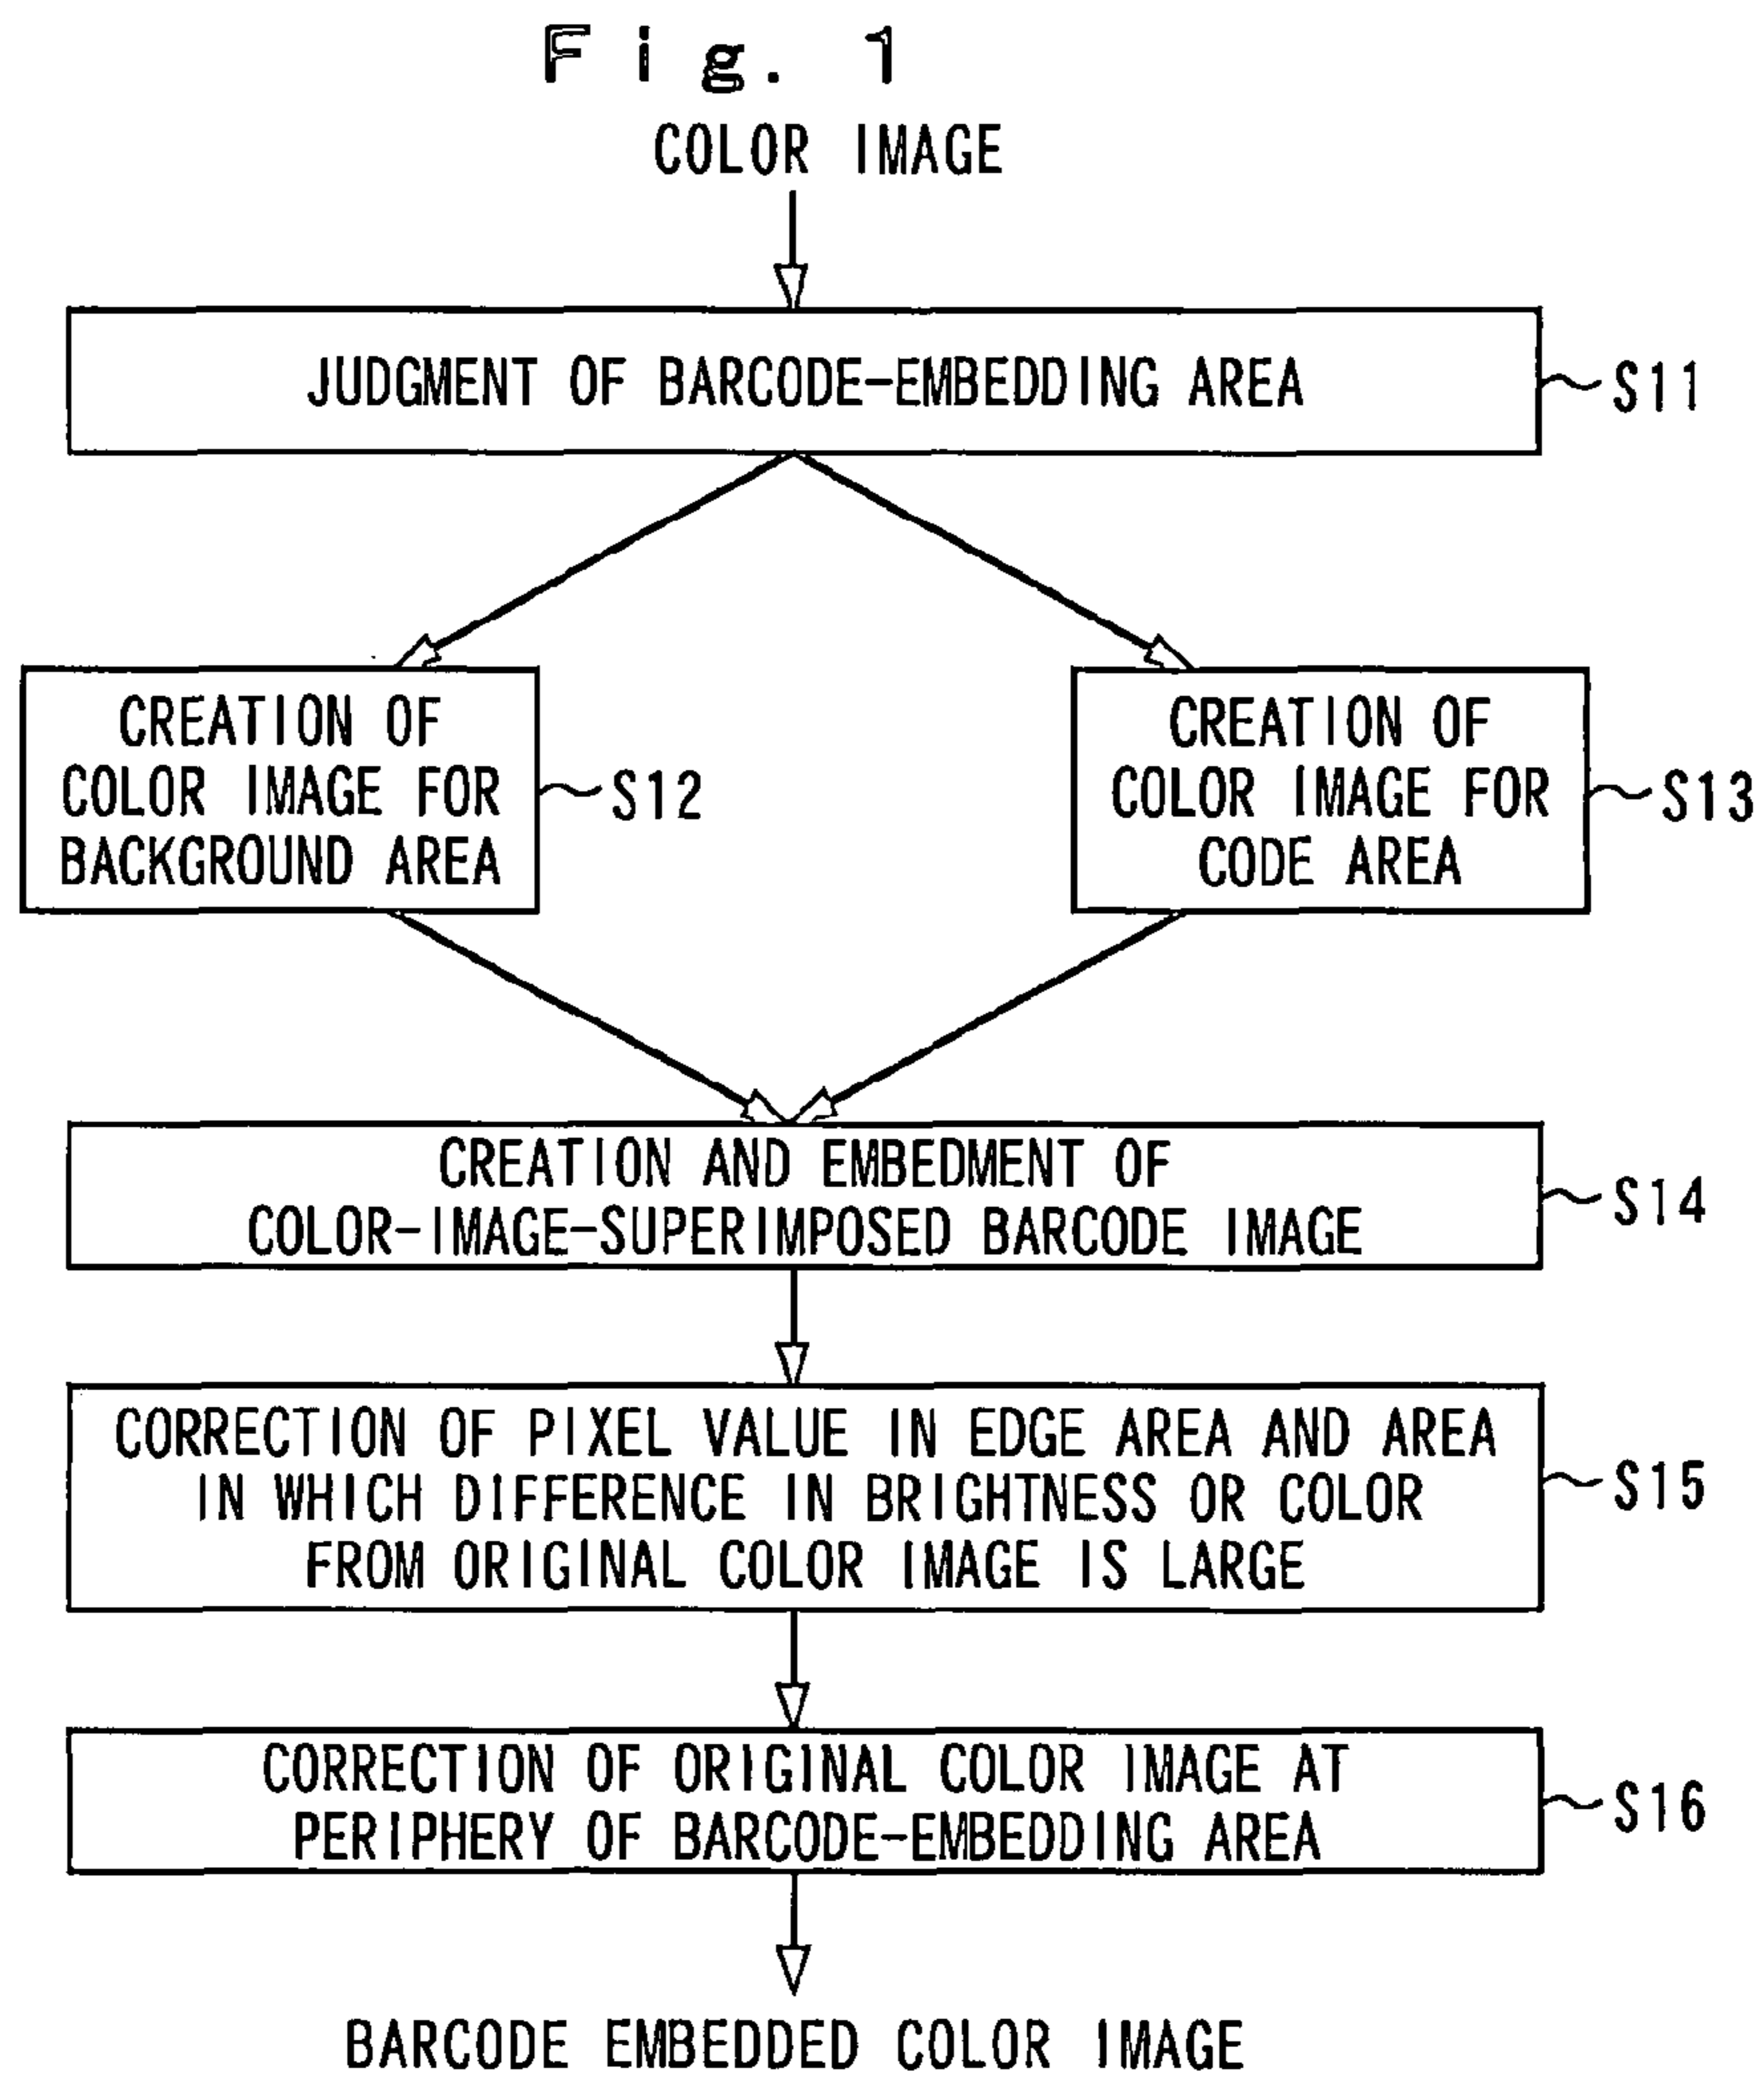 Fig. 1
COLOR IMAGE
JUDGMENT OF BARCODE-EMBEDDING AREA
S11
CREATION OF
COLOR IMAGE FOR
BACKGROUND AREA
S12
CREATION OF
COLOR IMAGE FOR
CODE AREA
S13
CREATION AND EMBEDMENT OF
COLOR-IMAGE-SUPERIMPOSED BARCODE IMAGE
S14
CORRECTION OF PIXEL VALUE IN EDGE AREA AND AREA
IN WHICH DIFFERENCE IN BRIGHTNESS OR COLOR
FROM ORIGINAL COLOR IMAGE IS LARGE
S15
CORRECTION OF ORIGINAL COLOR IMAGE AT
PERIPHERY OF BARCODE-EMBEDDING AREA
S16
BARCODE EMBEDDED COLOR IMAGE